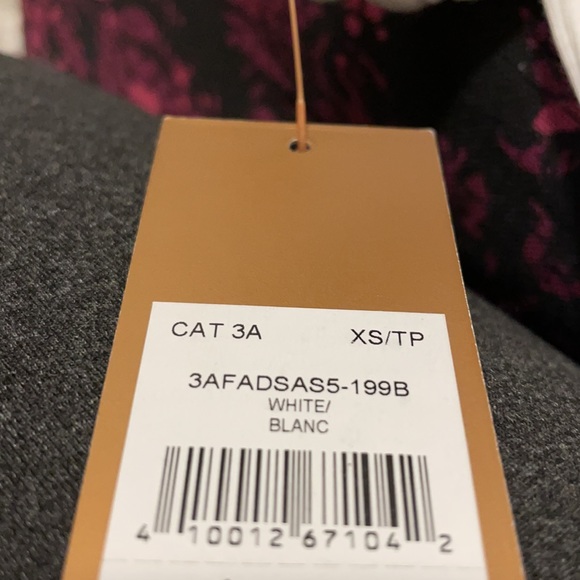 CAT 3A XS/TP
3AFADSAS5-199B
WHITE/
BLANC
4 10012 67104 2